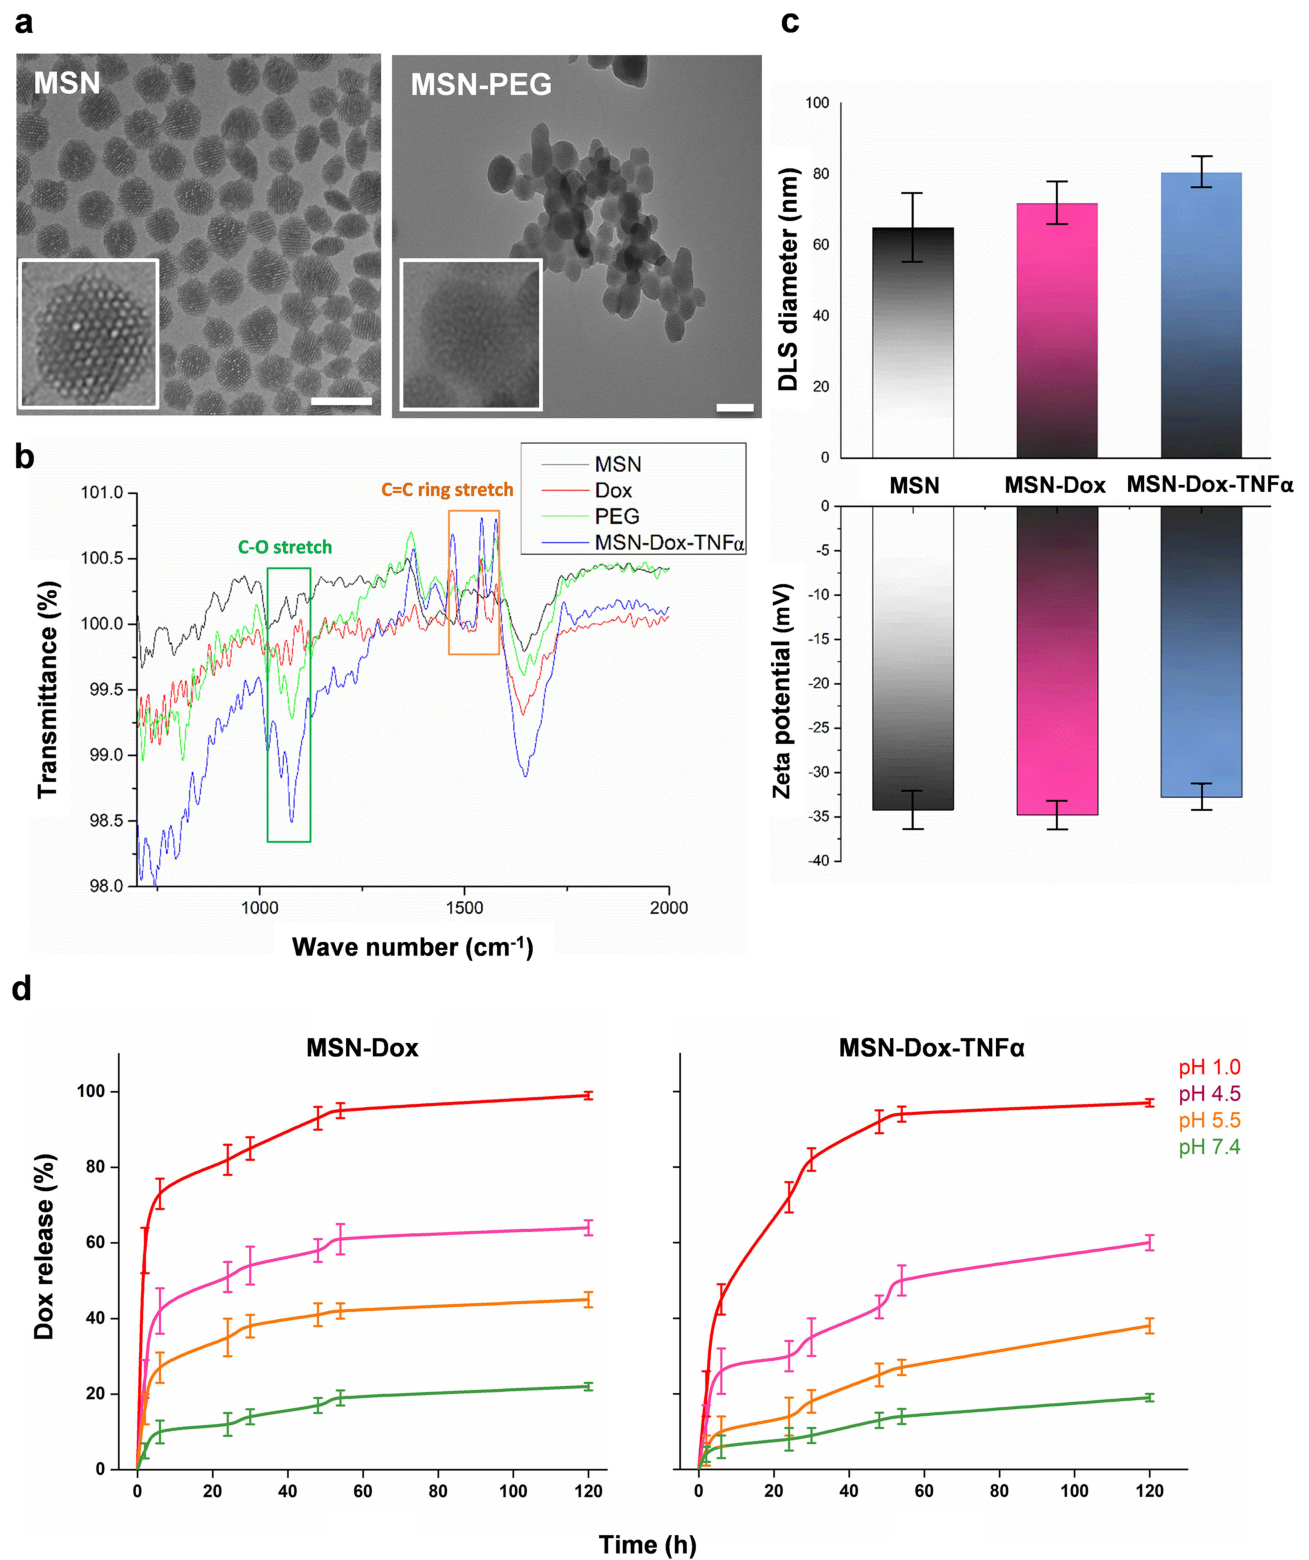 a
MSN
MSN-PEG
b
C=C ring stretch
C-O stretch
MSN
Dox
PEG
MSN-Dox-TNFα
101.0
100.5
100.0
99.5
99.0
98.5
98.0
Transmittance (%)
1000
1500
2000
Wave number (cm⁻¹)
c
100
80
60
40
20
0
DLS diameter (nm)
MSN
MSN-Dox
MSN-Dox-TNFα
0
-5
-10
-15
-20
-25
-30
-35
-40
Zeta potential (mV)
d
MSN-Dox
100
80
60
40
20
0
Dox release (%)
0
20
40
60
80
100
120
MSN-Dox-TNFα
pH 1.0
pH 4.5
pH 5.5
pH 7.4
0
20
40
60
80
100
120
Time (h)